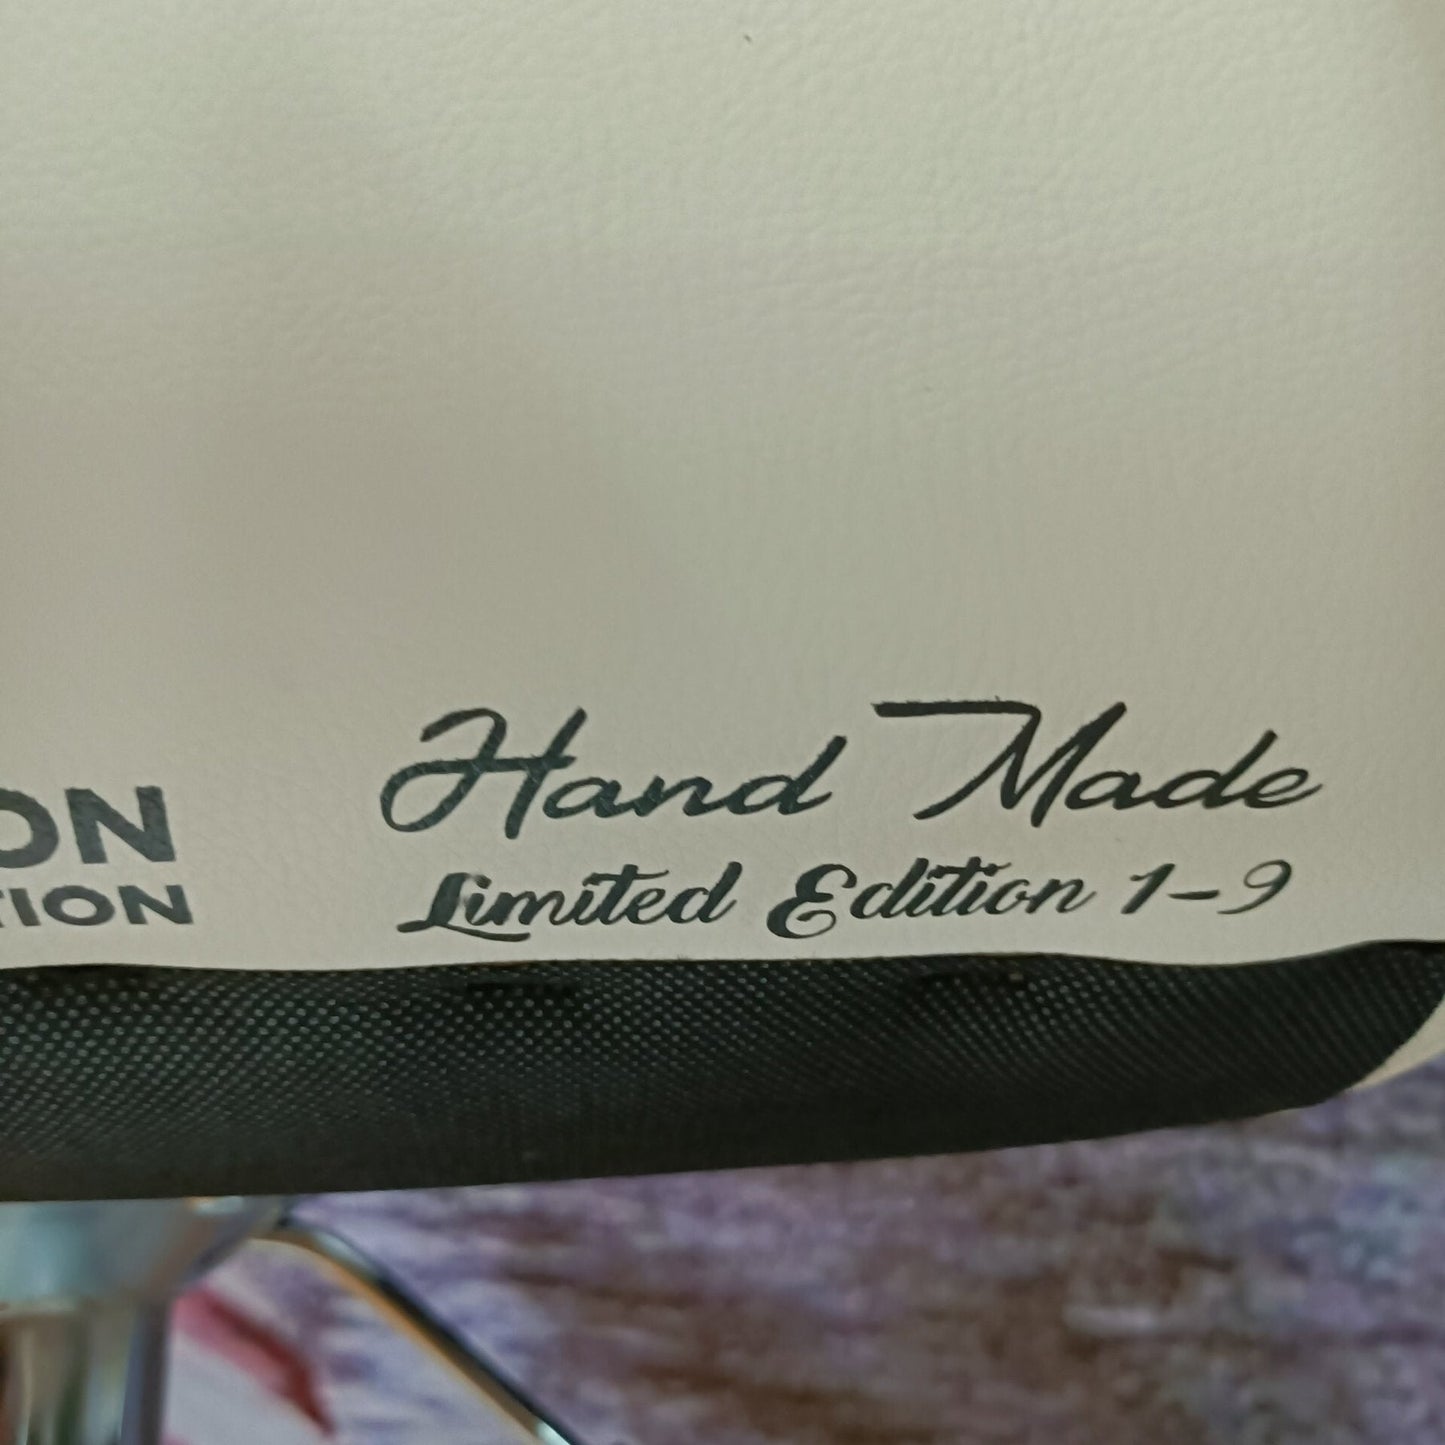 ON
TION
Hand Made
Limited Edition 1-9